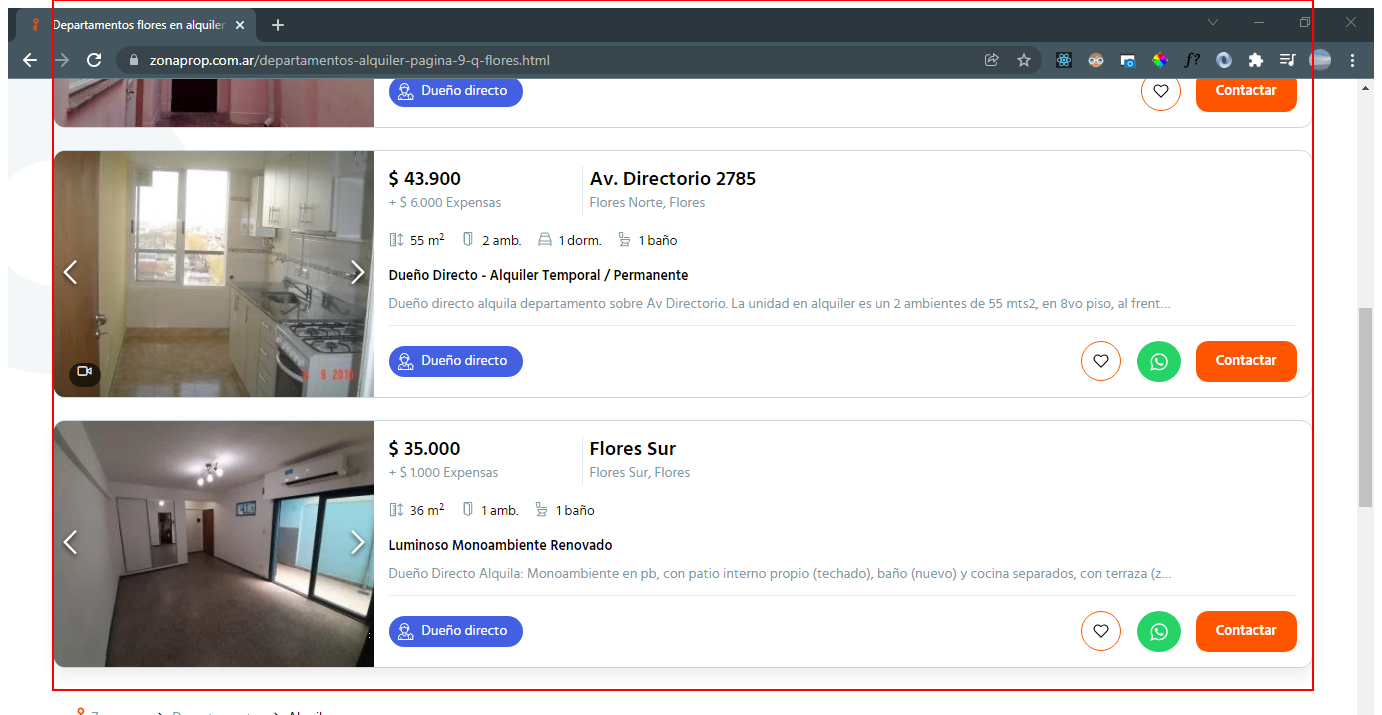 Departamentos flores en alquiler
zonaprop.com.ar/departamentos-alquiler-pagina-9-q-flores.html
f?
Dueño directo
Contactar
$ 43.900
Av. Directorio 2785
+ $ 6.000 Expensas
Flores Norte, Flores
55 m² 2 amb. 1 dorm. 1 baño
Dueño Directo - Alquiler Temporal / Permanente
Dueño directo alquila departamento sobre Av Directorio. La unidad en alquiler es un 2 ambientes de 55 mts2, en 8vo piso, al frent...
Dueño directo
Contactar
$ 35.000
Flores Sur
+ $ 1.000 Expensas
Flores Sur, Flores
36 m² 1 amb. 1 baño
Luminoso Monoambiente Renovado
Dueño Directo Alquila: Monoambiente en pb, con patio interno propio (techado), baño (nuevo) y cocina separados, con terraza (z...
Dueño directo
Contactar